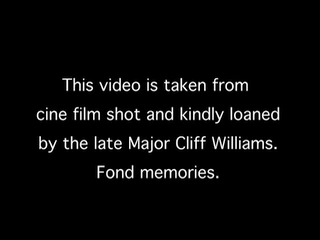 This video is taken from
cine film shot and kindly loaned
by the late Major Cliff Williams.
Fond memories.